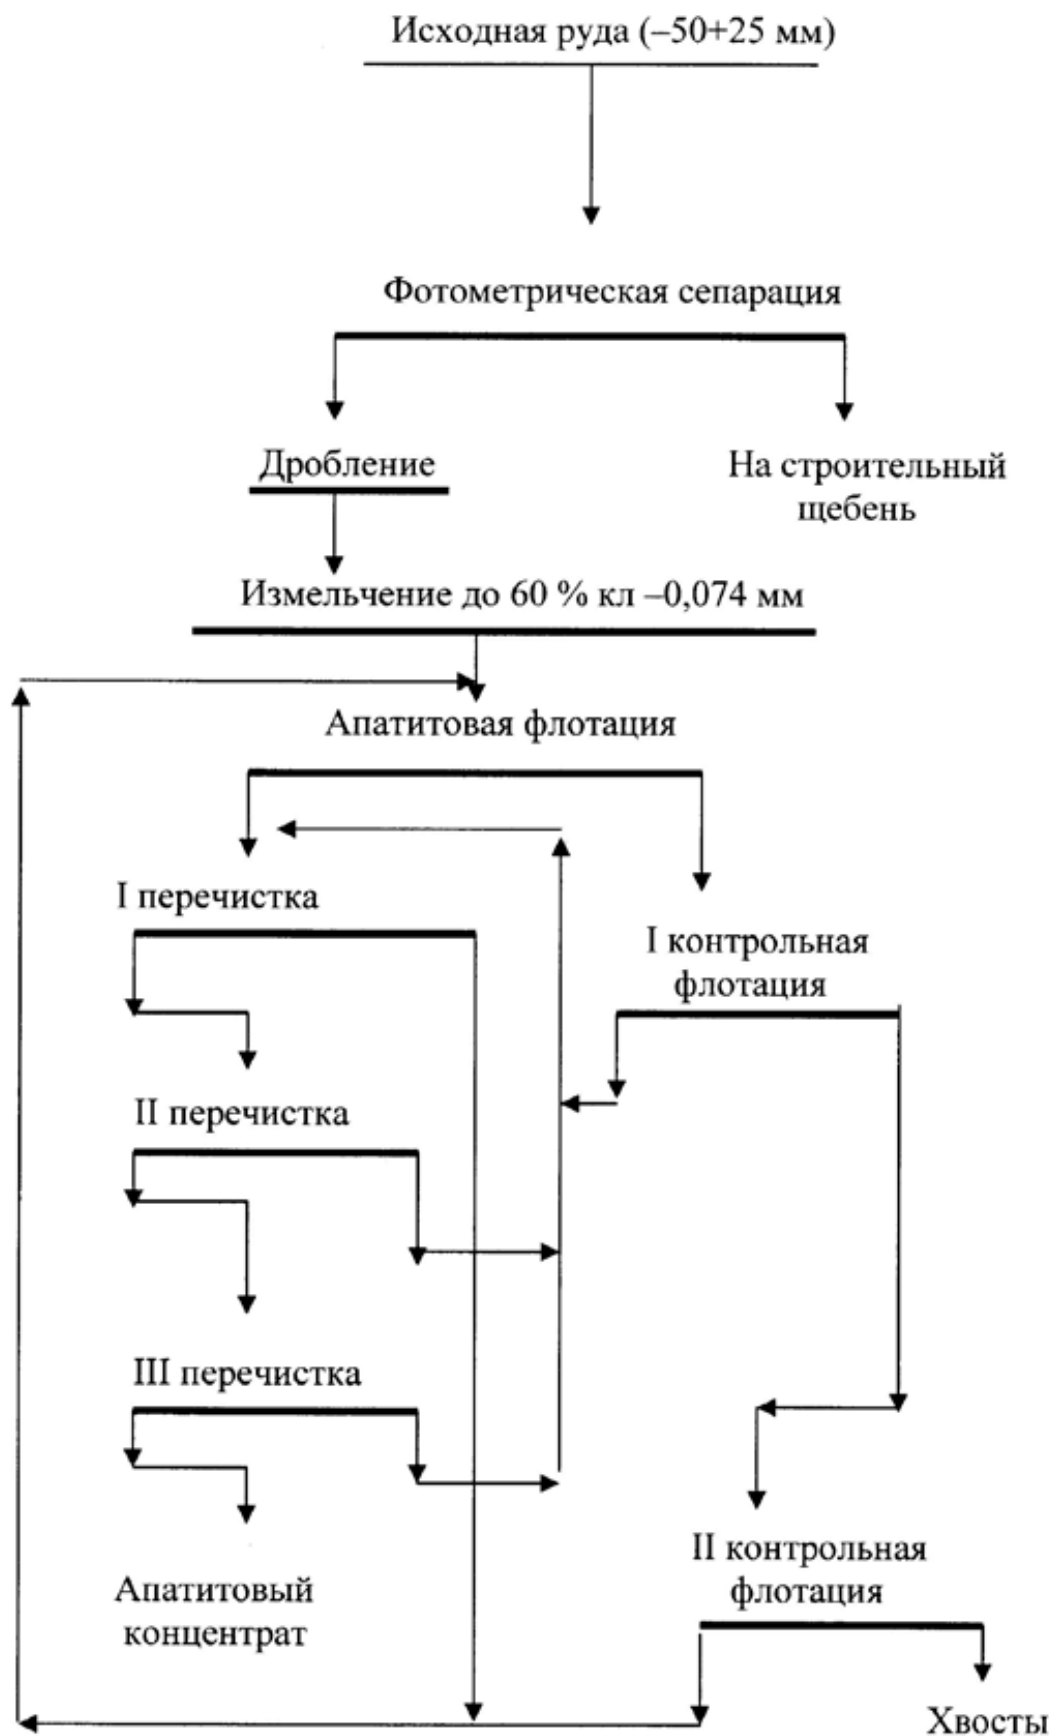 Исходная руда (–50+25 мм)
Фотометрическая сепарация
Дробление
На строительный
щебень
Измельчение до 60 % кл –0,074 мм
Апатитовая флотация
I перечистка
I контрольная
флотация
II перечистка
III перечистка
II контрольная
флотация
Апатитовый
концентрат
Хвосты